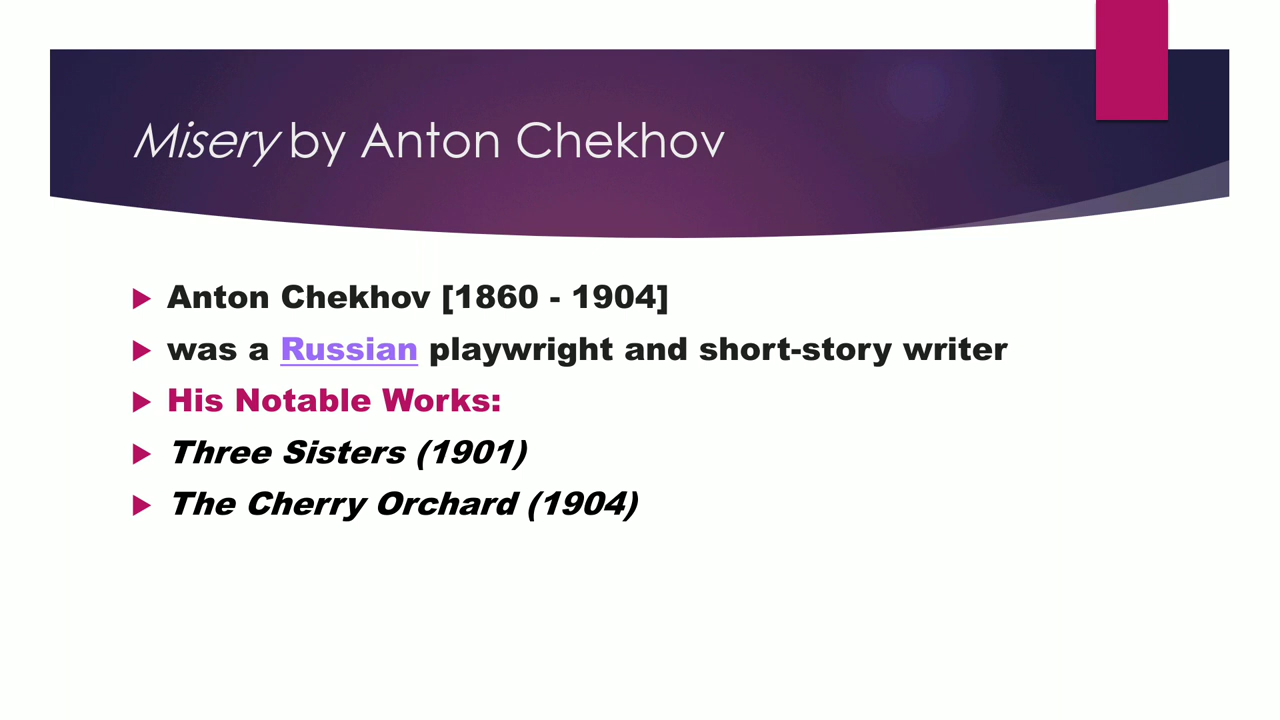 Misery by Anton Chekhov
Anton Chekhov [1860 - 1904]
was a Russian playwright and short-story writer
His Notable Works:
Three Sisters (1901)
The Cherry Orchard (1904)